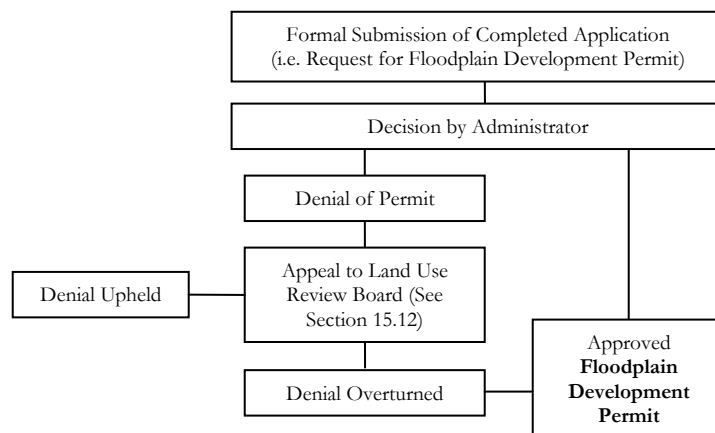 Formal Submission of Completed Application
(i.e. Request for Floodplain Development Permit)
Decision by Administrator
Denial of Permit
Appeal to Land Use
Review Board (See
Section 15.12)
Denial Upheld
Denial Overturned
Approved
Floodplain
Development
Permit